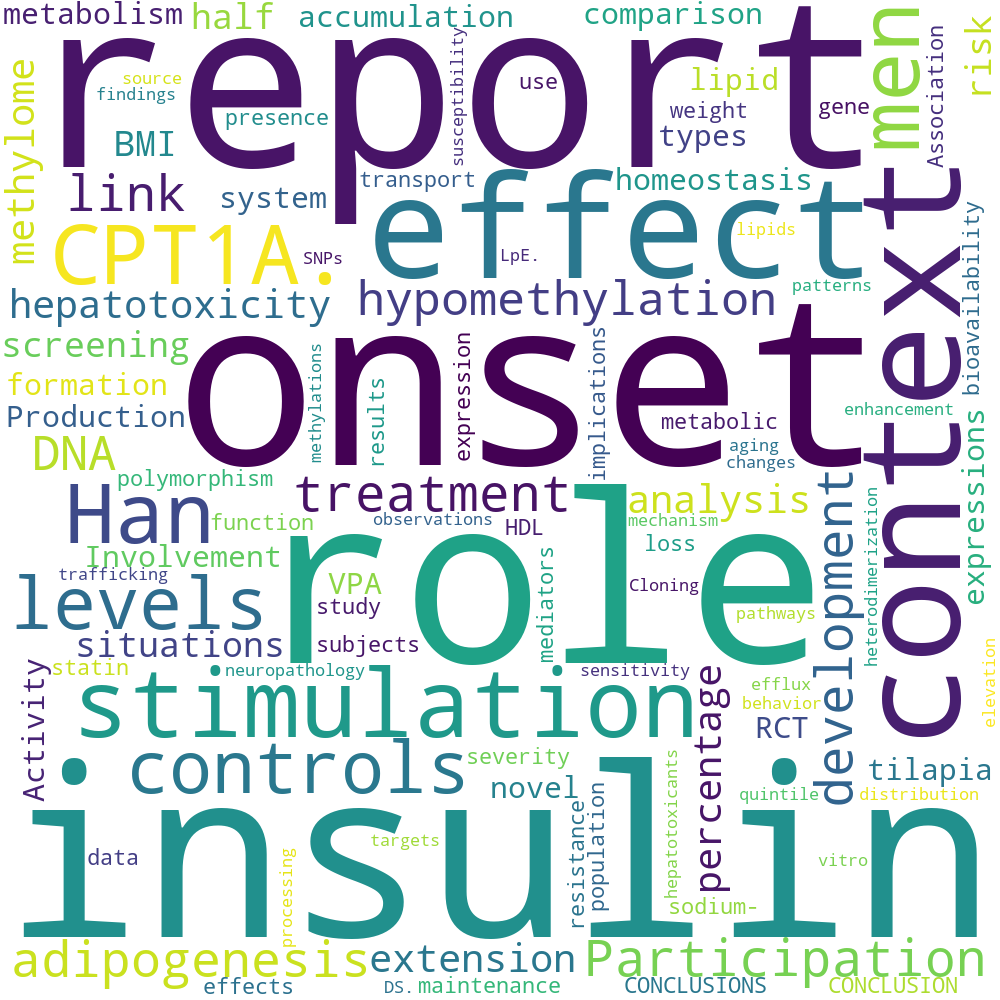 metabolism
half
accumulation
comparison
men
risk
report
source
findings
use
lipid
susceptibility
Association
methylome
presence
weight
gene
BMI
types
context
link
system
transport
effect
homeostasis
CPT1A.
SNPs
LpE.
lipids
bioavailability
hepatotoxicity
hypomethylation
patterns
screening
onset
methylations
expression
implications
formation
Production
results
metabolic
enhancement
DNA
aging
changes
polymorphism
treatment
analysis
development
expressions
Han
function
observations
HDL
mechanism
heterodimerization
Involvement
role
loss
trafficking
VPA
mediators
Cloning
levels
study
pathways
situations
subjects
statin
neuropathology
sensitivity
elevation
Activity
stimulation
percentage
efflux
behavior
RCT
controls
severity
novel
tilapia
hepatotoxicants
quintile
distribution
insulin
resistance
population
data
targets
vitro
processing
sodium-
adipogenesis
extension
Participation
effects
DS.
maintenance
CONCLUSIONS
CONCLUSION